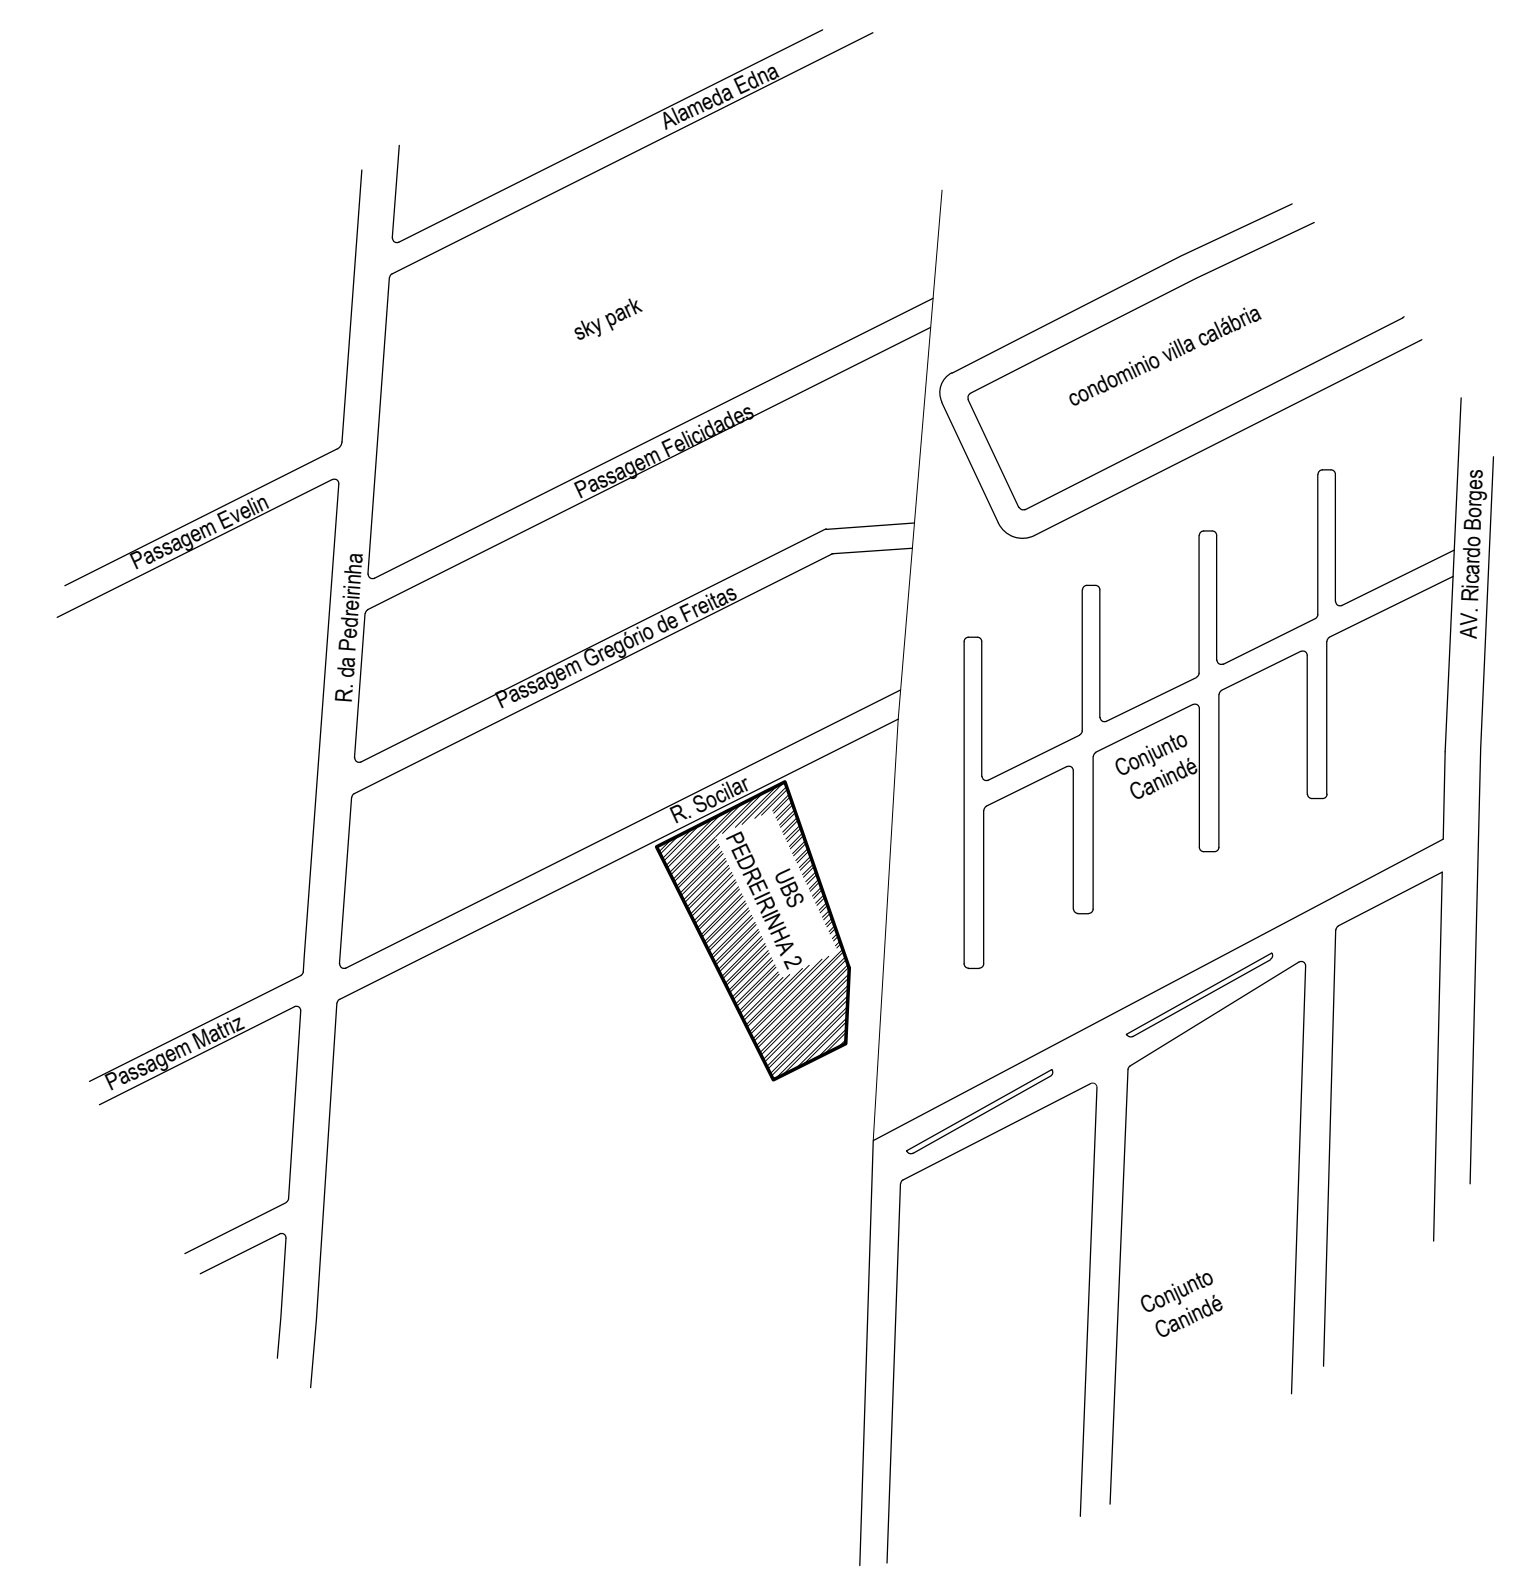 Alameda Edna
sky park
condominio villa calábria
Passagem Felicidades
Passagem Evelin
R. da Pedreirinha
AV. Ricardo Borges
Passagem Gregório de Freitas
Conjunto
Canindé
R. Socilar
UBS
PEDREIRINHA 2
Passagem Matriz
Conjunto
Canindé